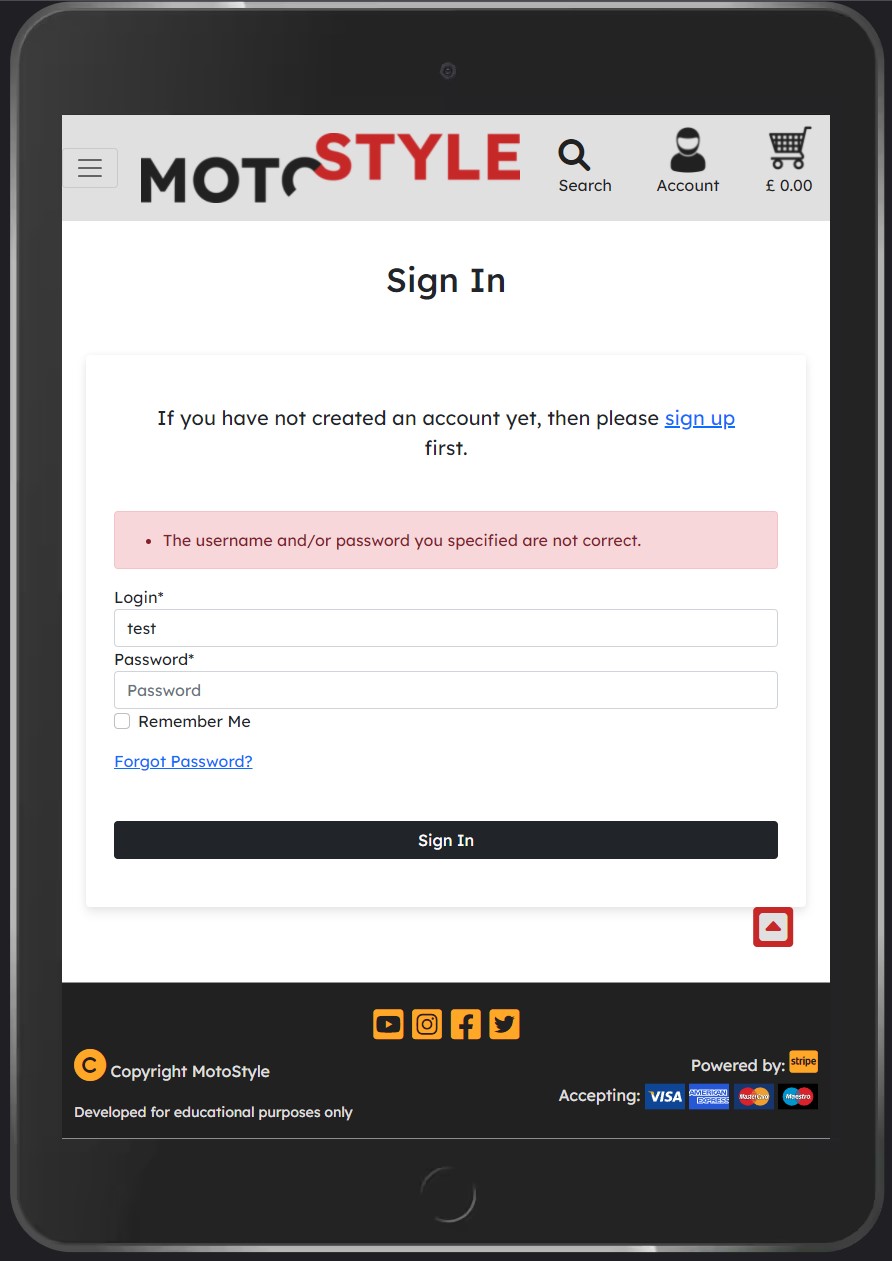 MOTO STYLE
Search
Account
£ 0.00
Sign In
If you have not created an account yet, then please sign up
first.
The username and/or password you specified are not correct.
Login*
test
Password*
Password
Remember Me
Forgot Password?
Sign In
C Copyright MotoStyle
Developed for educational purposes only
Powered by: stripe
Accepting: VISA AMERICAN EXPRESS MasterCard Maestro